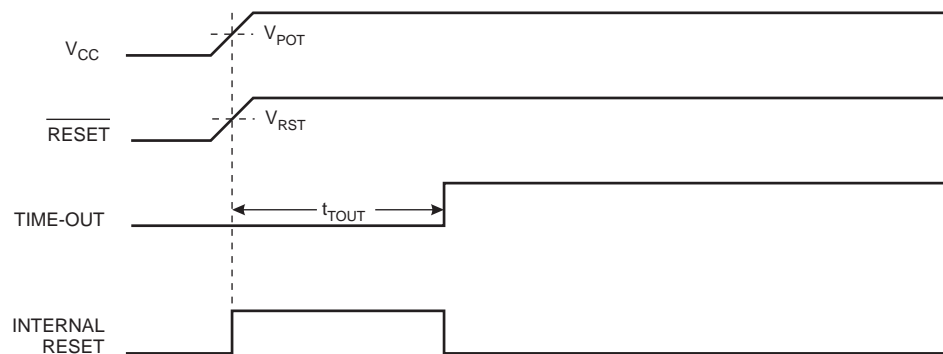 V_CC
V_POT
RESET
V_RST
TIME-OUT
t_TOUT
INTERNAL
RESET